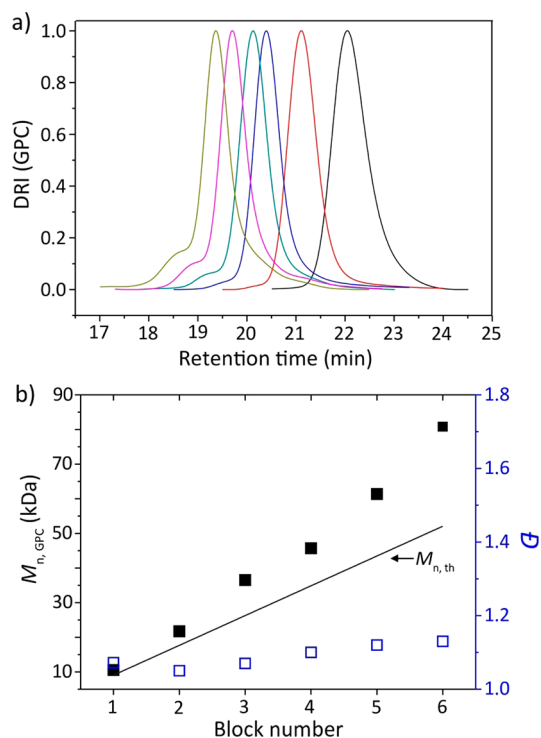 a)
DRI (GPC)
1.0
0.8
0.6
0.4
0.2
0.0
17 18 19 20 21 22 23 24 25
Retention time (min)
b)
90
70
50
30
10
Mn, GPC (kDa)
1.8
1.6
1.4
1.2
1.0
Đ
Mn, th
1 2 3 4 5 6
Block number